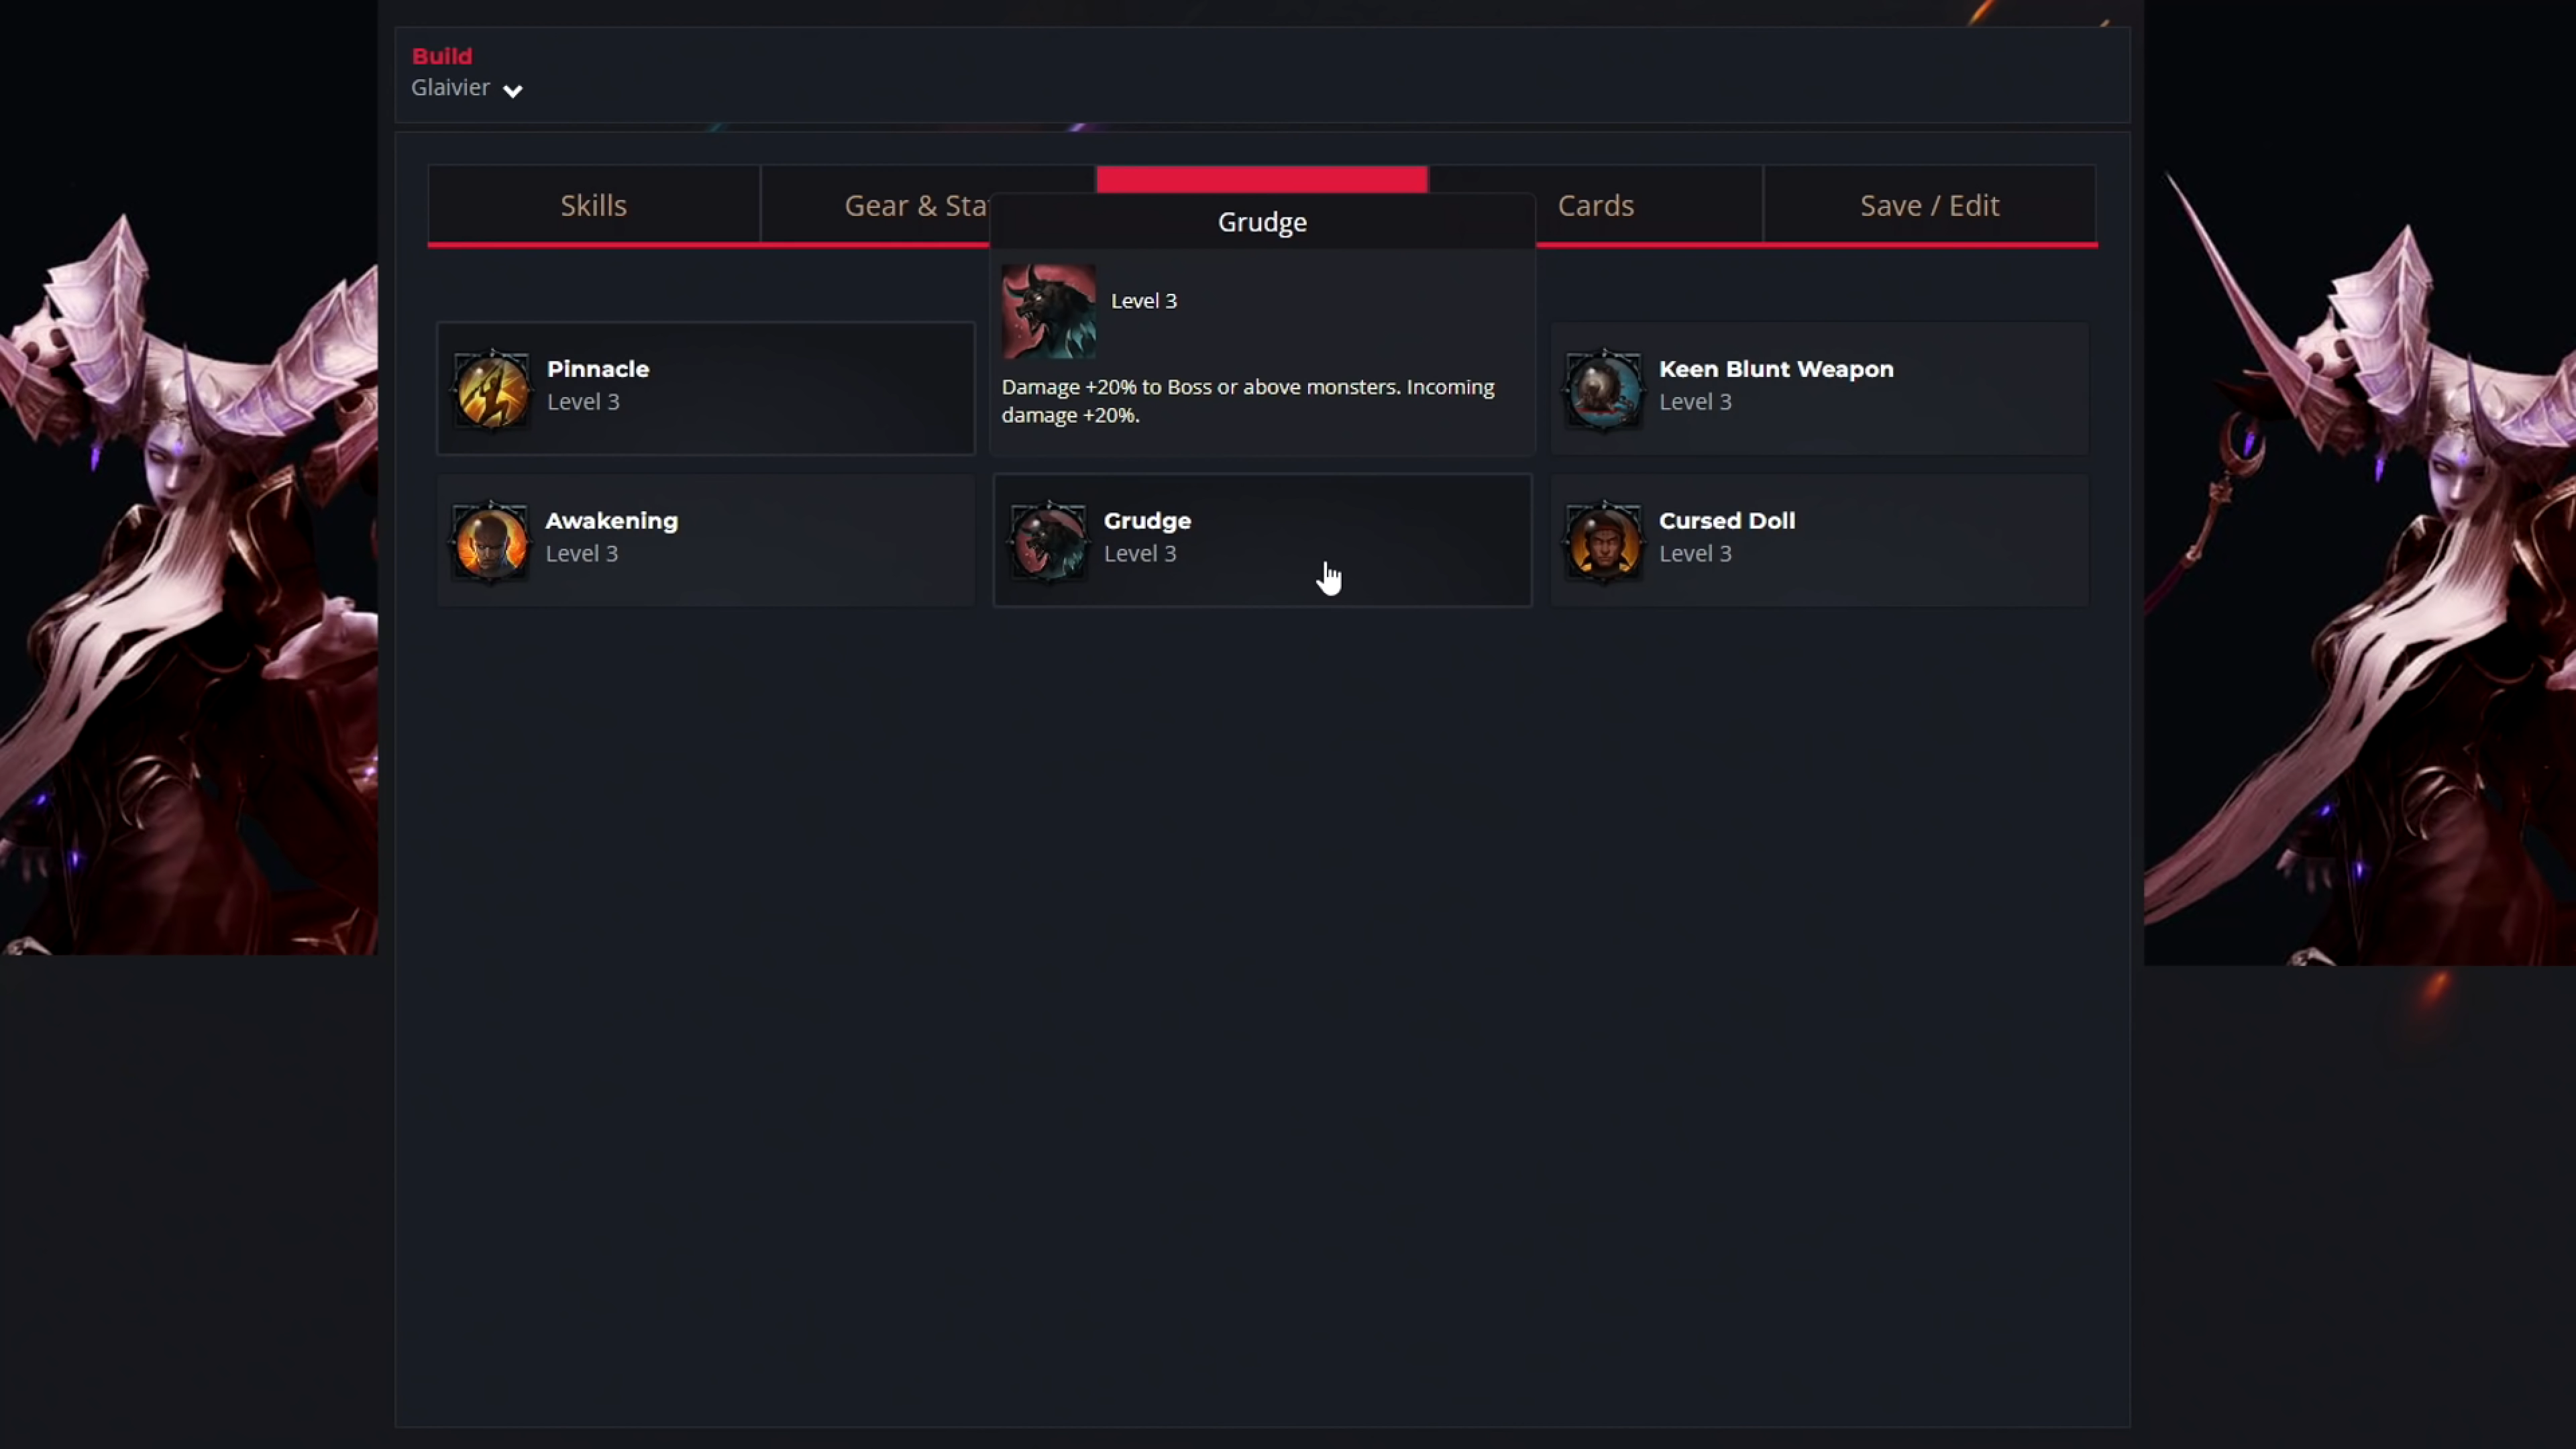 Build
Glaivier
Skills
Gear & Sta
Cards
Save / Edit
Grudge
Level 3
Damage +20% to Boss or above monsters. Incoming
damage +20%.
Pinnacle
Level 3
Keen Blunt Weapon
Level 3
Awakening
Level 3
Grudge
Level 3
Cursed Doll
Level 3